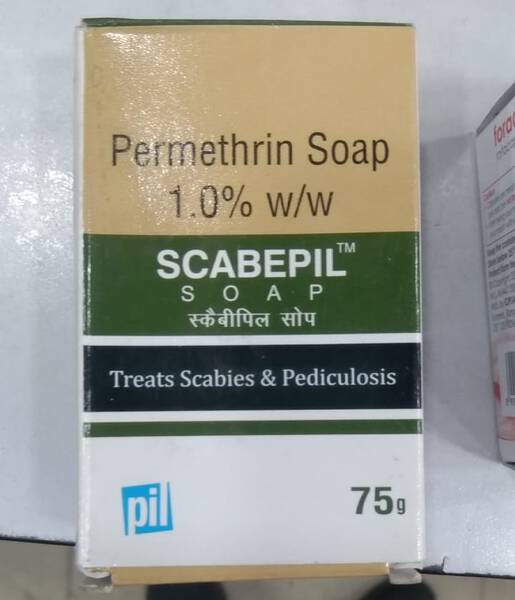 Permethrin Soap
1.0% w/w
SCABEPIL™
SOAP
स्कैबीपिल सोप
Treats Scabies & Pediculosis
pil
75g